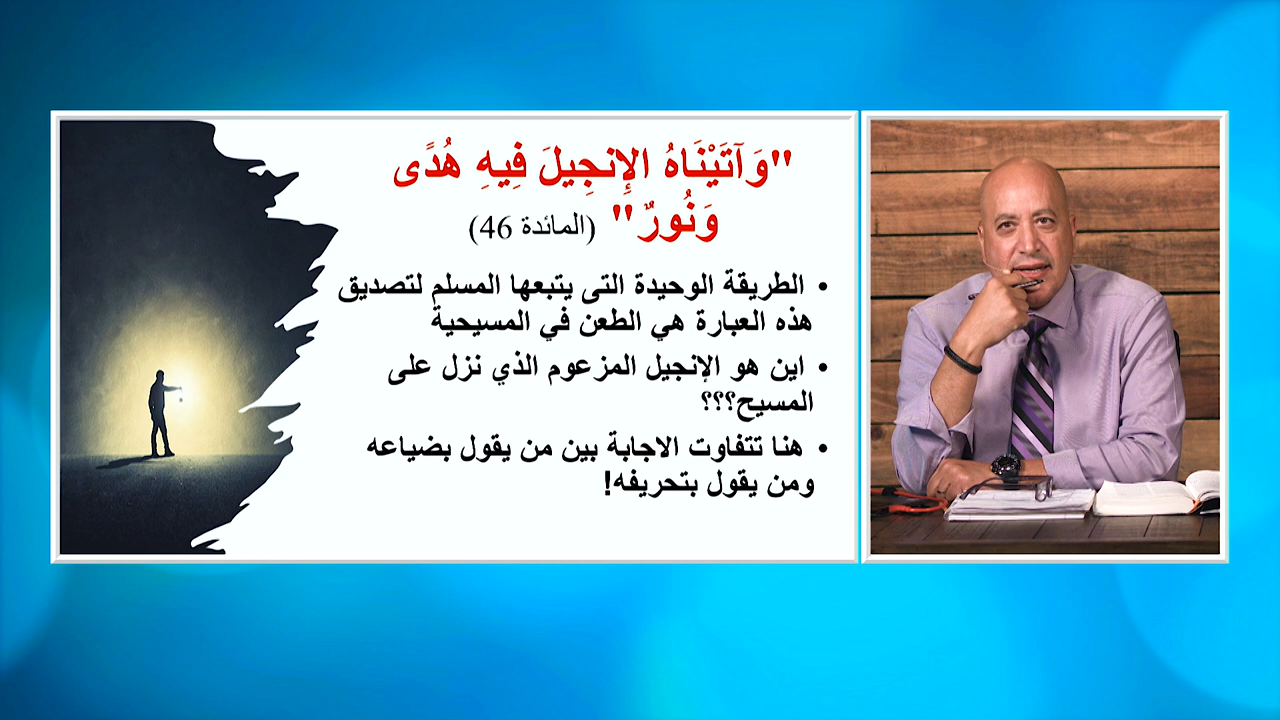 "وَآتَيْنَاهُ الإِنجِيلَ فِيهِ هُدًى
وَنُورٌ" (المائدة 46)
• الطريقة الوحيدة التى يتبعها المسلم لتصديق
هذه العبارة هي الطعن في المسيحية
• اين هو الإنجيل المزعوم الذي نزل على
المسيح؟؟؟
• هنا تتفاوت الاجابة بين من يقول بضياعه
ومن يقول بتحريفه!